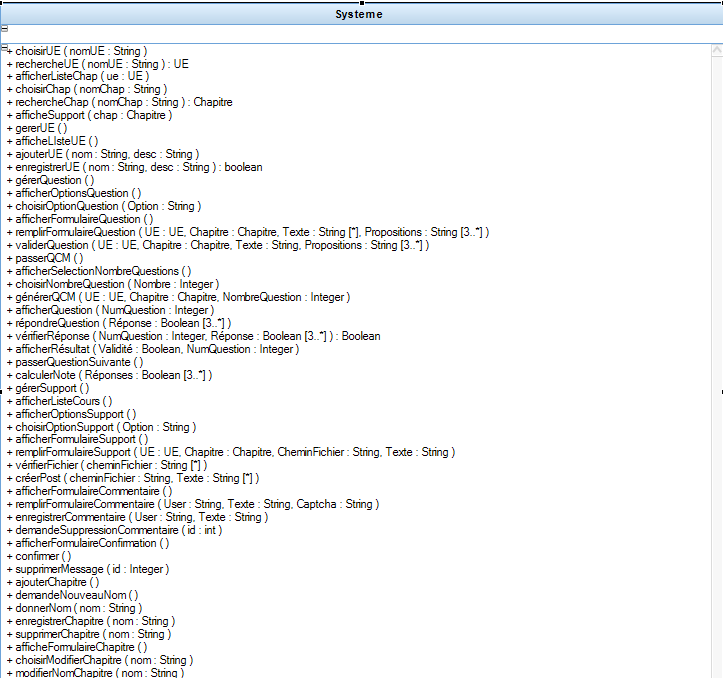 Systeme
+ choisirUE ( nomUE : String )
+ rechercheUE ( nomUE : String ) : UE
+ afficherListeChap ( ue : UE )
+ choisirChap ( nomChap : String )
+ rechercheChap ( nomChap : String ) : Chapitre
+ afficheSupport ( chap : Chapitre )
+ gererUE ( )
+ afficheLIsteUE ( )
+ ajouterUE ( nom : String, desc : String )
+ enregistrerUE ( nom : String, desc : String ) : boolean
+ gérerQuestion ( )
+ afficherOptionsQuestion ( )
+ choisirOptionQuestion ( Option : String )
+ afficherFormulaireQuestion ( )
+ remplirFormulaireQuestion ( UE : UE, Chapitre : Chapitre, Texte : String [*], Propositions : String [3..*] )
+ validerQuestion ( UE : UE, Chapitre : Chapitre, Texte : String, Propositions : String [3..*] )
+ passerQCM ( )
+ afficherSelectionNombreQuestions ( )
+ choisirNombreQuestion ( Nombre : Integer )
+ générerQCM ( UE : UE, Chapitre : Chapitre, NombreQuestion : Integer )
+ afficherQuestion ( NumQuestion : Integer )
+ répondreQuestion ( Réponse : Boolean [3..*] )
+ vérifierRéponse ( NumQuestion : Integer, Réponse : Boolean [3..*] ) : Boolean
+ afficherRésultat ( Validité : Boolean, NumQuestion : Integer )
+ passerQuestionSuivante ( )
+ calculerNote ( Réponses : Boolean [3..*] )
+ gérerSupport ( )
+ afficherListeCours ( )
+ afficherOptionsSupport ( )
+ choisirOptionSupport ( Option : String )
+ afficherFormulaireSupport ( )
+ remplirFormulaireSupport ( UE : UE, Chapitre : Chapitre, CheminFichier : String, Texte : String )
+ vérifierFichier ( cheminFichier : String [*] )
+ créerPost ( cheminFichier : String, Texte : String [*] )
+ afficherFormulaireCommentaire ( )
+ remplirFormulaireCommentaire ( User : String, Texte : String, Captcha : String )
+ enregistrerCommentaire ( User : String, Texte : String )
+ demandeSuppressionCommentaire ( id : int )
+ afficherFormulaireConfirmation ( )
+ confirmer ( )
+ supprimerMessage ( id : Integer )
+ ajouterChapitre ( )
+ demandeNouveauNom ( )
+ donnerNom ( nom : String )
+ enregistrerChapitre ( nom : String )
+ supprimerChapitre ( nom : String )
+ afficheFormulaireChapitre ( )
+ choisirModifierChapitre ( nom : String )
+ modifierNomChapitre ( nom : String )